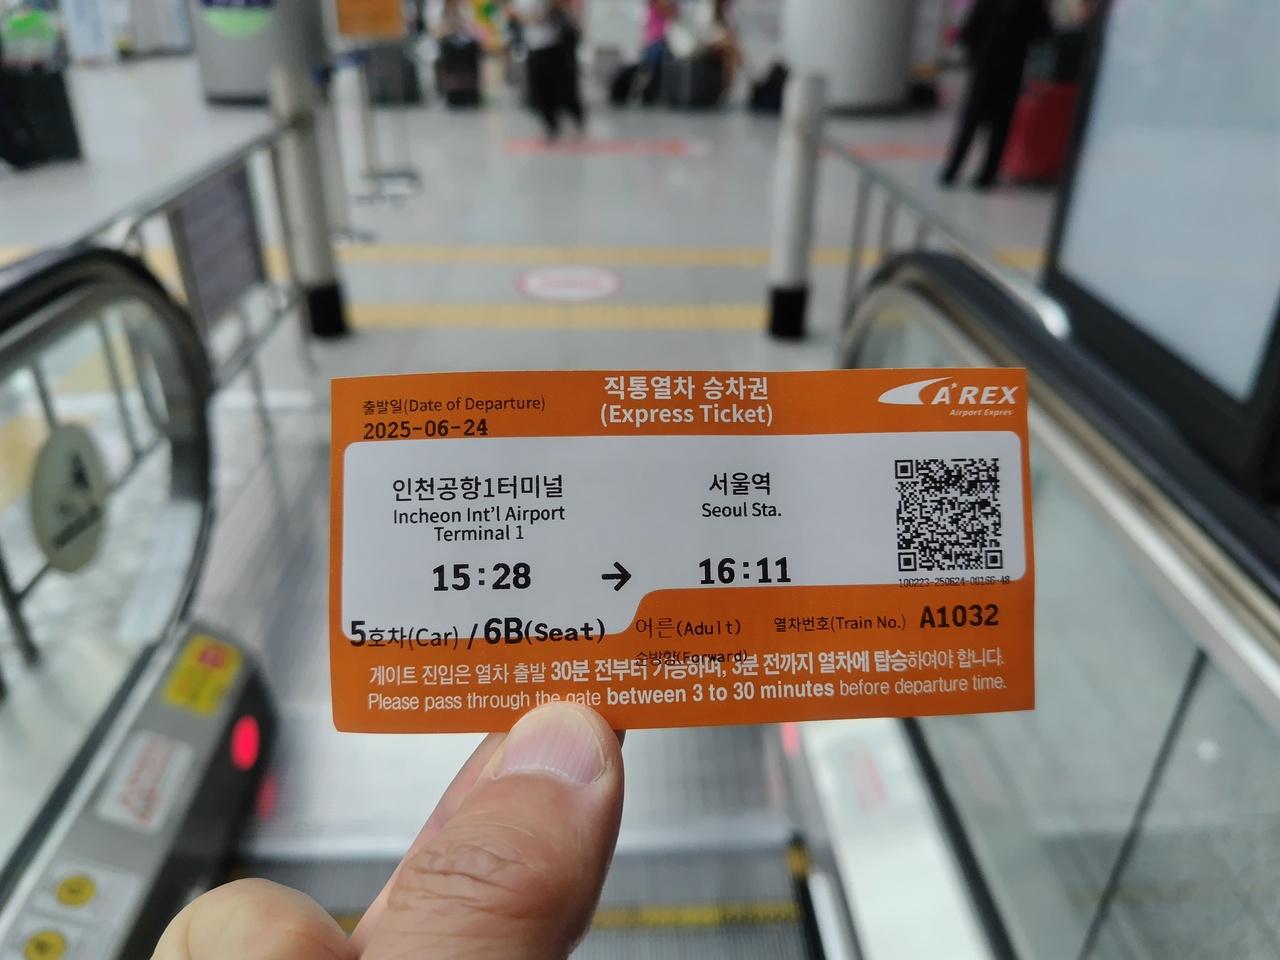 직통열차 승차권
(Express Ticket)
A'REX
Airport Expres
출발일(Date of Departure)
2025-06-24
인천공항1터미널
Incheon Int'l Airport
Terminal 1
15:28
→
서울역
Seoul Sta.
16:11
100223-250624-00166-48
5호차(Car) / 6B(Seat)
어른(Adult)
열차번호(Train No.) A1032
순방향(Forward)
게이트 진입은 열차 출발 30분 전부터 가능하며, 3분 전까지 열차에 탑승하여야 합니다.
Please pass through the gate between 3 to 30 minutes before departure time.